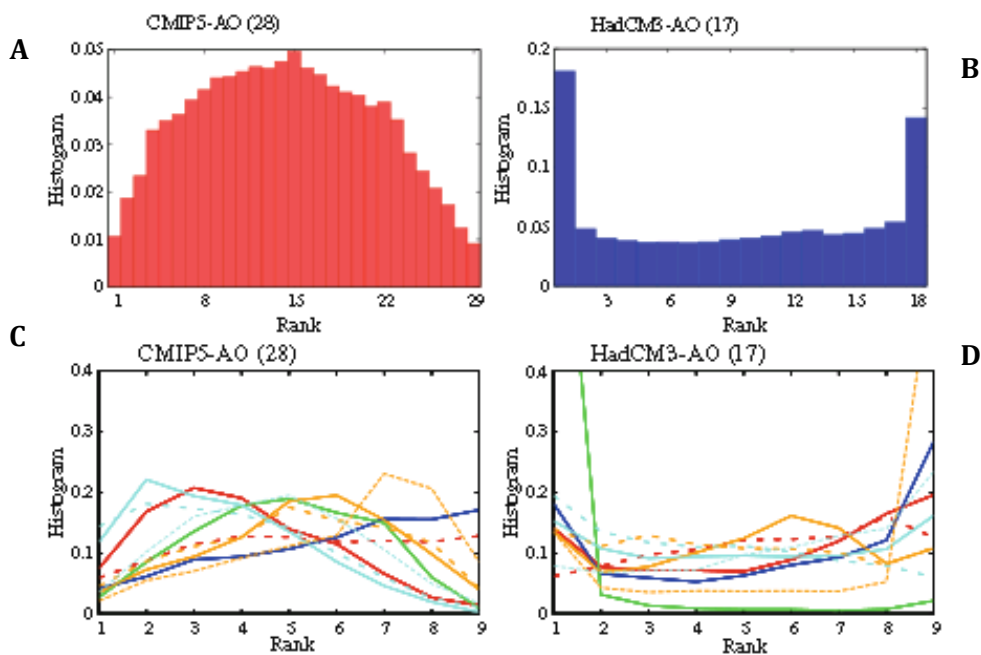 A
CMIP5-AO (28)
Histogram
0.05
0.04
0.03
0.02
0.01
0
1 8 15 22 29
Rank
HadCM3-AO (17)
B
Histogram
0.2
0.15
0.1
0.05
0
3 6 9 12 15 18
Rank
C
CMIP5-AO (28)
Histogram
0.4
0.3
0.2
0.1
0
1 2 3 4 5 6 7 8 9
Rank
HadCM3-AO (17)
D
Histogram
0.4
0.3
0.2
0.1
0
1 2 3 4 5 6 7 8 9
Rank